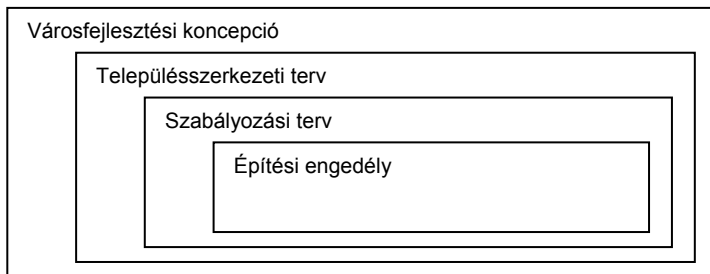 Városfejlesztési koncepció
Településszerkezeti terv
Szabályozási terv
Építési engedély